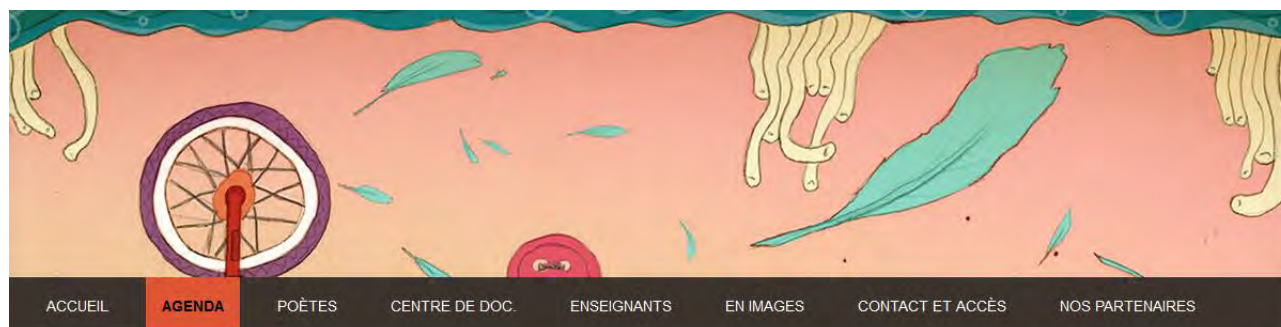 ACCUEIL AGENDA POÈTES CENTRE DE DOC. ENSEIGNANTS EN IMAGES CONTACT ET ACCÈS NOS PARTENAIRES